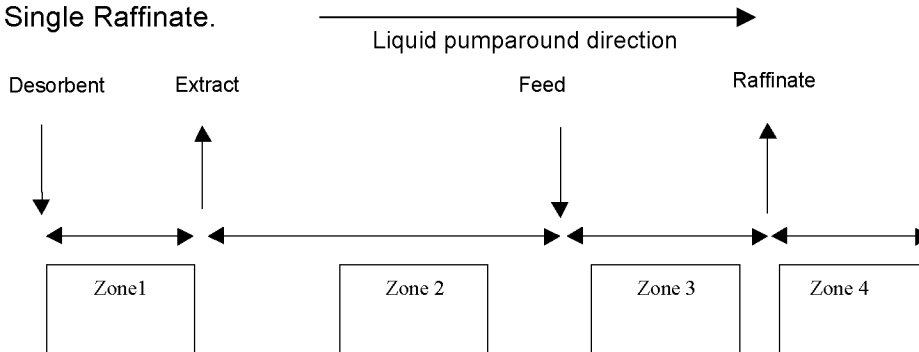 Single Raffinate.
Liquid pumparound direction
Desorbent Extract Feed Raffinate
Zone1 Zone 2 Zone 3 Zone 4